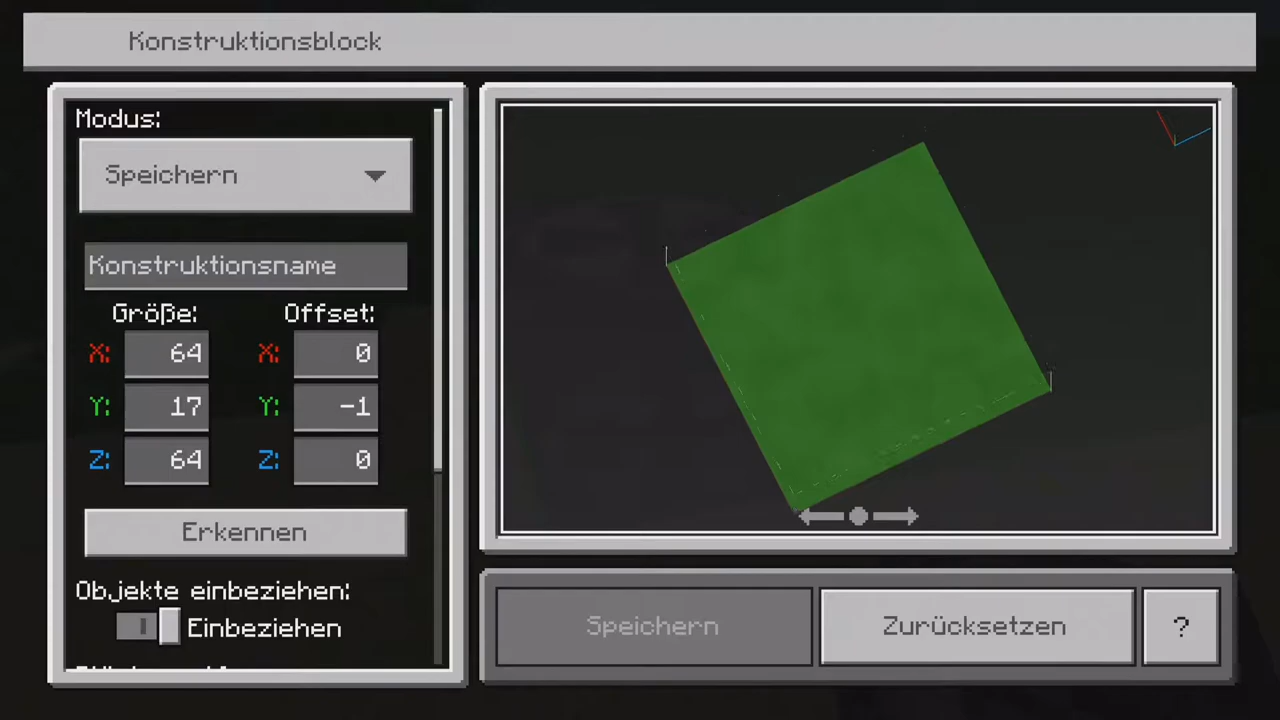 Konstruktionsblock
Modus:
Speichern
Konstruktionsname
Größe: Offset:
X: 64 X: 0
Y: 17 Y: -1
Z: 64 Z: 0
Erkennen
Objekte einbeziehen:
Einbeziehen
Speichern Zurücksetzen ?